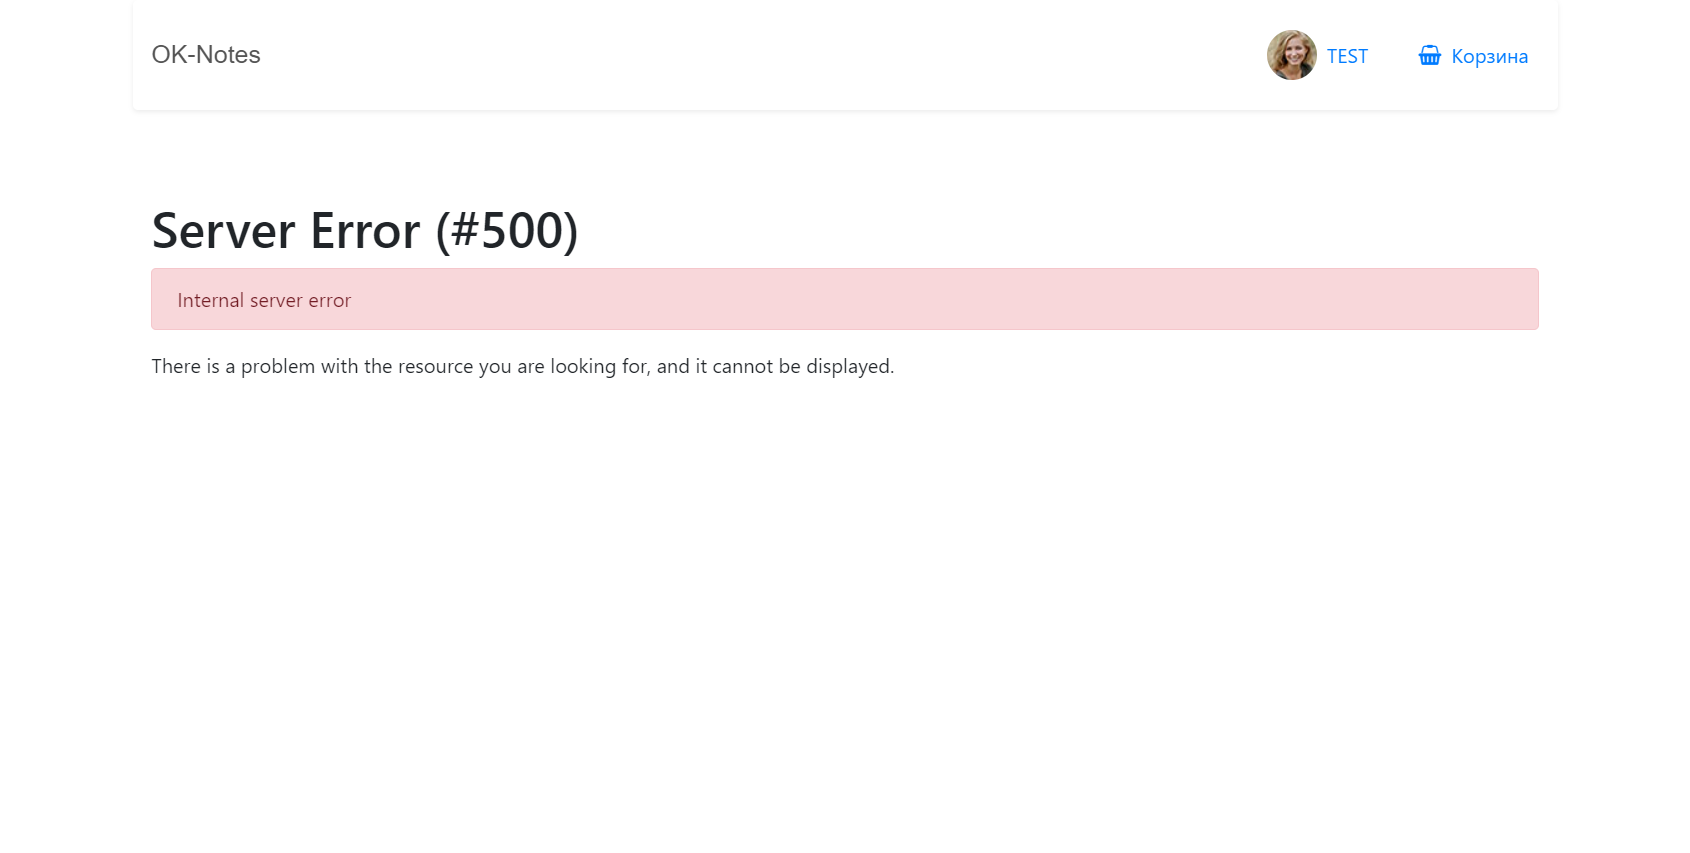 OK-Notes
TEST
Корзина
Server Error (#500)
Internal server error
There is a problem with the resource you are looking for, and it cannot be displayed.